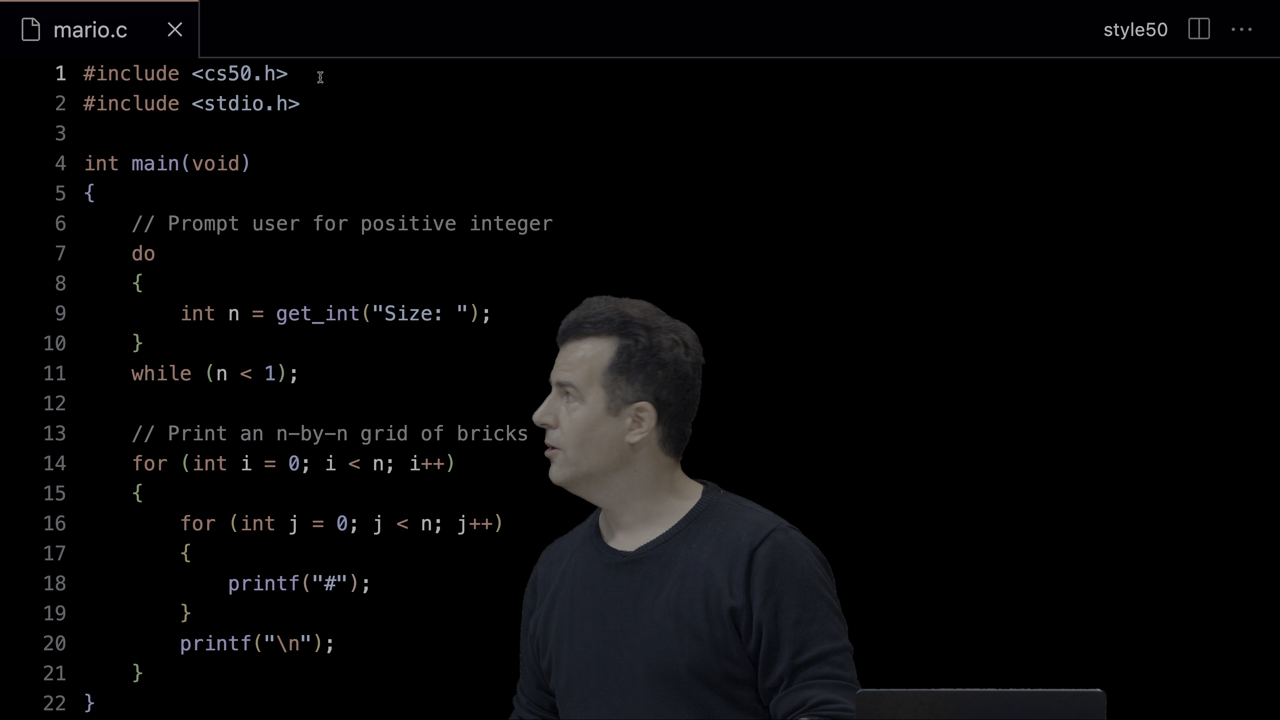 mario.c
style50
1 #include <cs50.h>
2 #include <stdio.h>
3
4 int main(void)
5 {
6     // Prompt user for positive integer
7     do
8     {
9         int n = get_int("Size: ");
10     }
11     while (n < 1);
12
13     // Print an n-by-n grid of bricks
14     for (int i = 0; i < n; i++)
15     {
16         for (int j = 0; j < n; j++)
17         {
18             printf("#");
19         }
20         printf("\n");
21     }
22 }